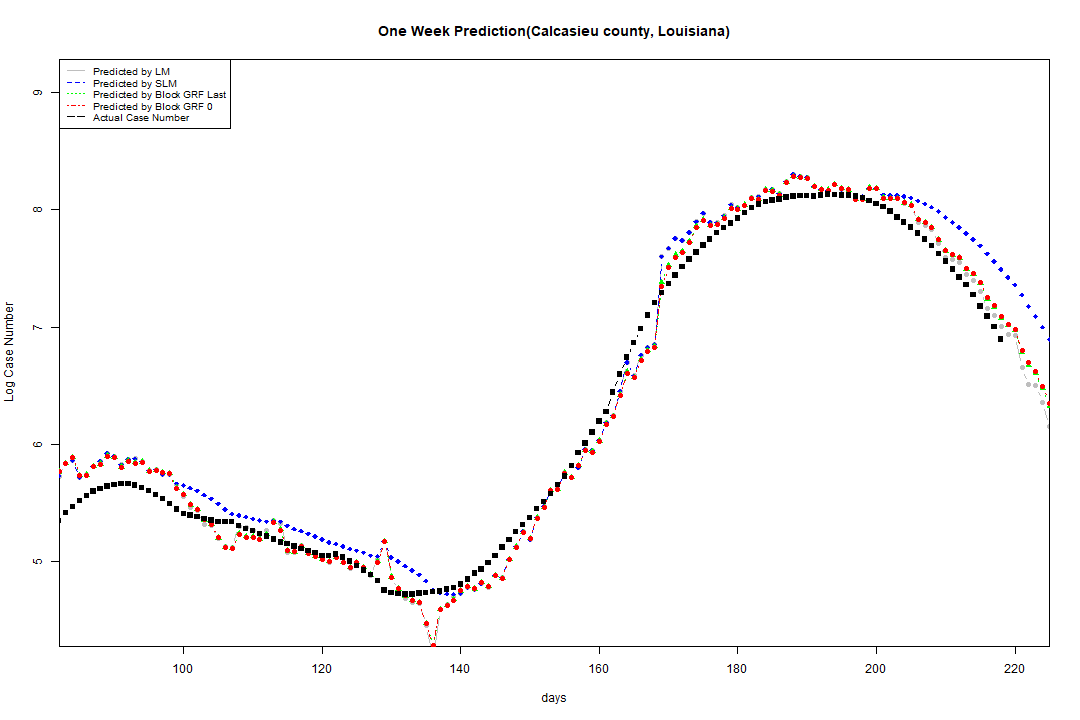 One Week Prediction(Calcasieu county, Louisiana)
Predicted by LM
Predicted by SLM
Predicted by Block GRF Last
Predicted by Block GRF 0
Actual Case Number
9
8
7
6
5
Log Case Number
100 120 140 160 180 200 220
days